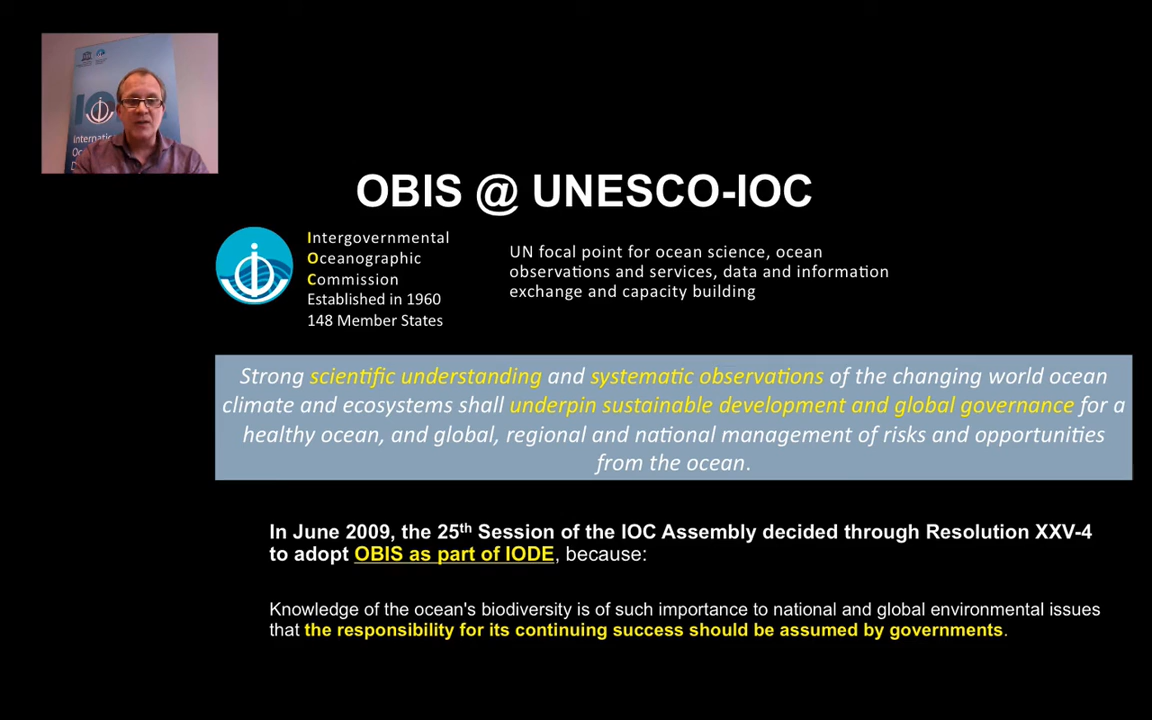 IO
Internati
Oc
D
OBIS @ UNESCO-IOC
Intergovernmental
Oceanographic
Commission
Established in 1960
148 Member States
UN focal point for ocean science, ocean
observations and services, data and information
exchange and capacity building
Strong scientific understanding and systematic observations of the changing world ocean
climate and ecosystems shall underpin sustainable development and global governance for a
healthy ocean, and global, regional and national management of risks and opportunities
from the ocean.
In June 2009, the 25th Session of the IOC Assembly decided through Resolution XXV-4
to adopt OBIS as part of IODE, because:
Knowledge of the ocean's biodiversity is of such importance to national and global environmental issues
that the responsibility for its continuing success should be assumed by governments.